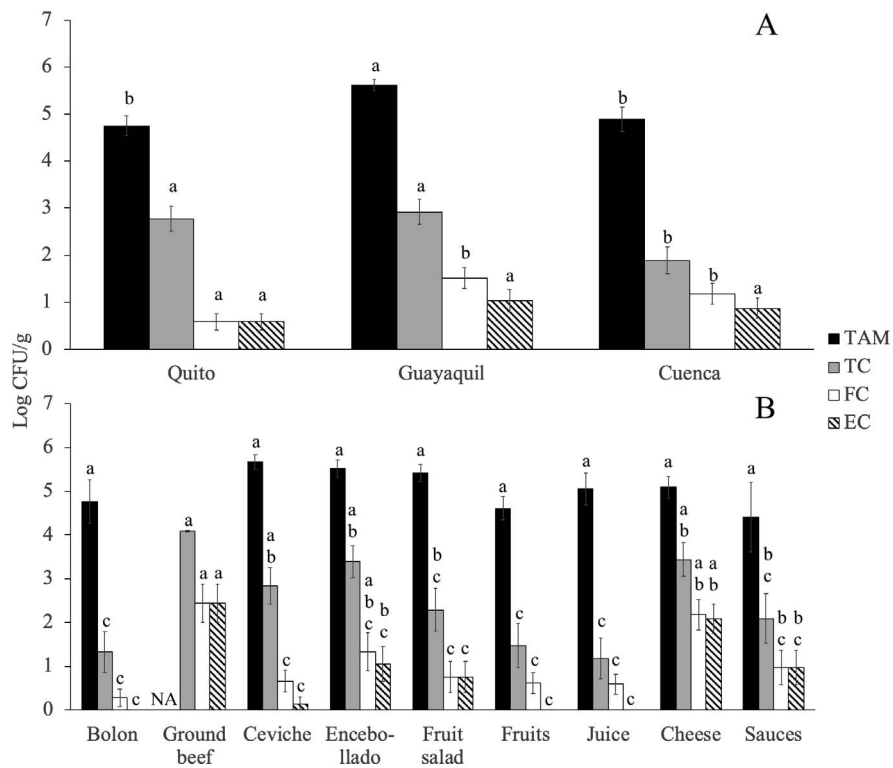 A
7
6
5
4
3
2
1
0
b
a
a
a
a
a
b
a
b
b
b
a
Quito
Guayaquil
Cuenca
Log CFU/g
TAM
TC
FC
EC
B
7
6
5
4
3
2
1
0
a
c
c
c
NA
a
a
a
a
a
b
c
c
a
a
b
a
b
c
b
c
a
b
c
c
c
a
c
c
c
a
c
c
c
a
a
b
a
b
a
b
a
b
c
b
c
b
c
Bolon
Ground
beef
Ceviche
Encebo-
llado
Fruit
salad
Fruits
Juice
Cheese
Sauces